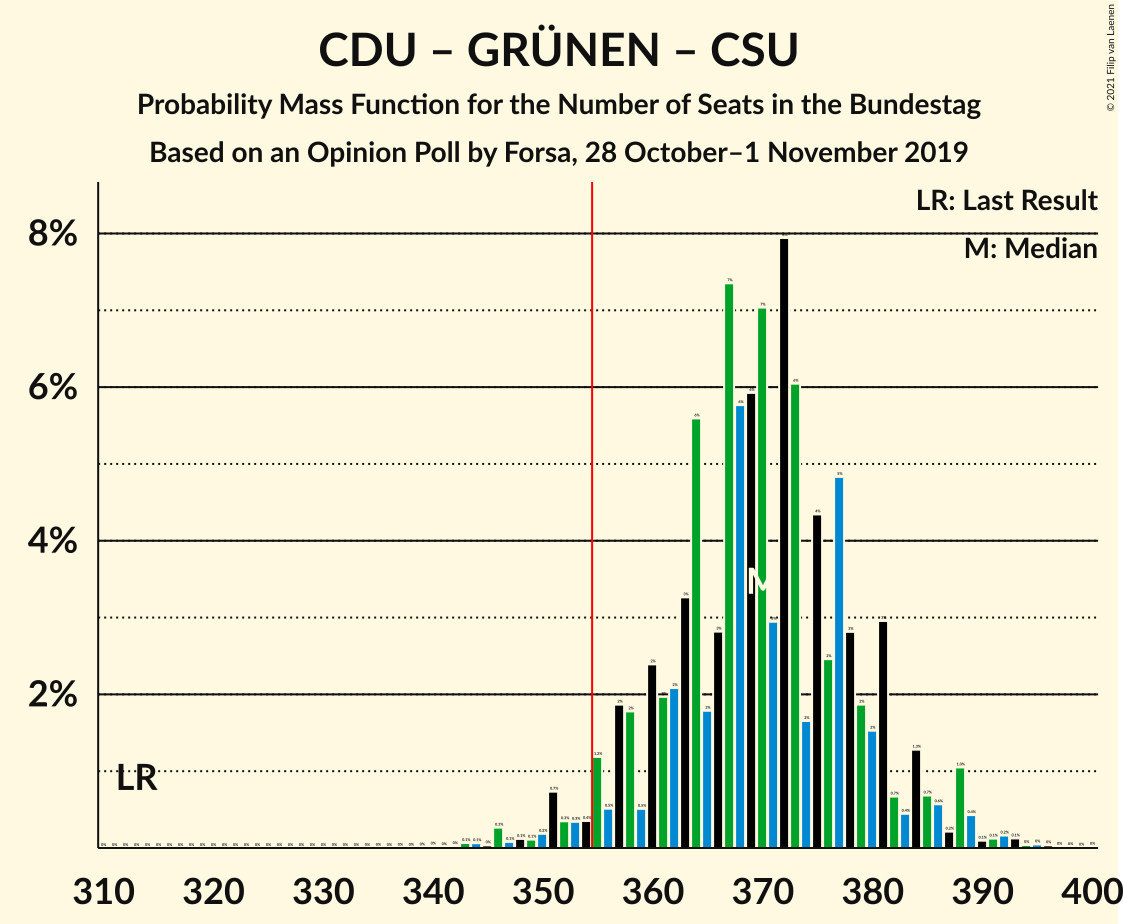 CDU – GRÜNEN – CSU
Probability Mass Function for the Number of Seats in the Bundestag
Based on an Opinion Poll by Forsa, 28 October–1 November 2019
© 2021 Filip van Laenen
LR: Last Result
M: Median
8%
6%
4%
2%
LR
M
310 320 330 340 350 360 370 380 390 400